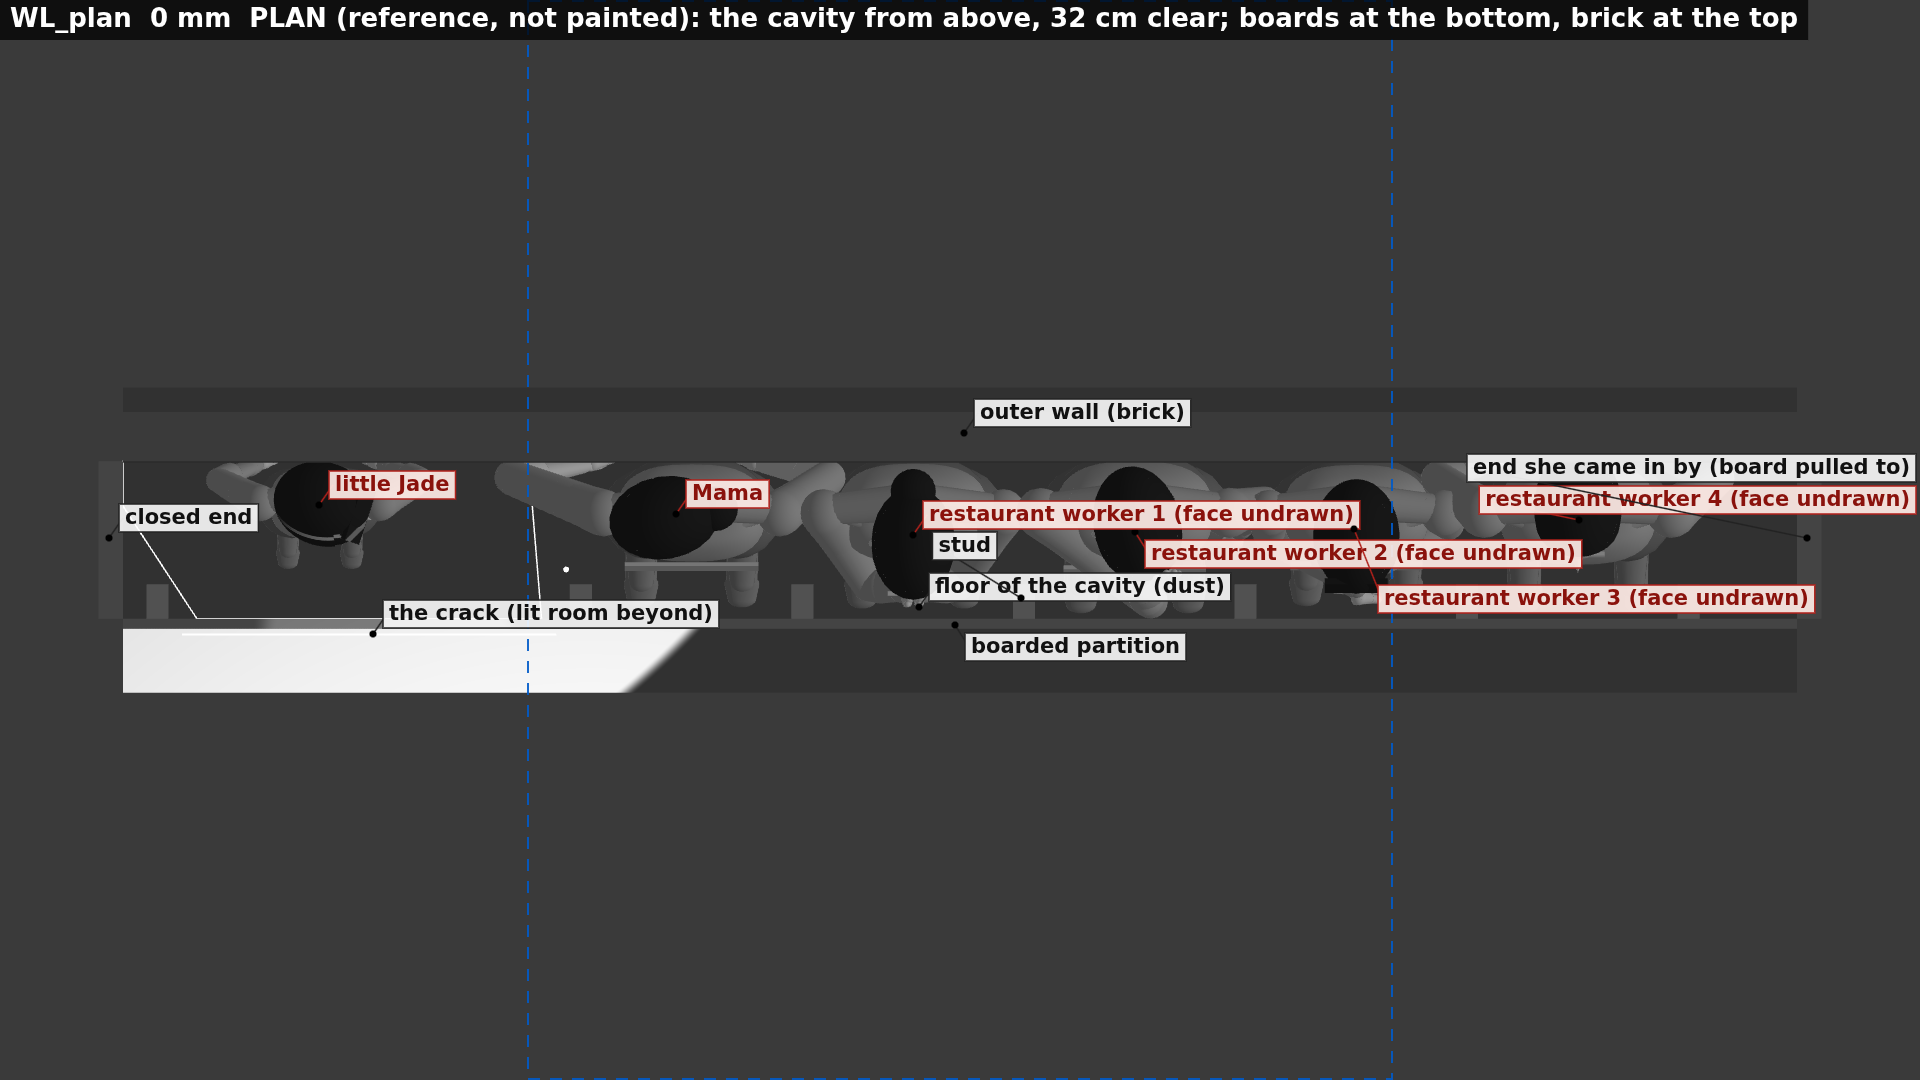 WL_plan  0 mm  PLAN (reference, not painted): the cavity from above, 32 cm clear; boards at the bottom, brick at the top
outer wall (brick)
end she came in by (board pulled to)
little Jade
Mama
restaurant worker 4 (face undrawn)
closed end
restaurant worker 1 (face undrawn)
stud
restaurant worker 2 (face undrawn)
floor of the cavity (dust)
restaurant worker 3 (face undrawn)
the crack (lit room beyond)
boarded partition